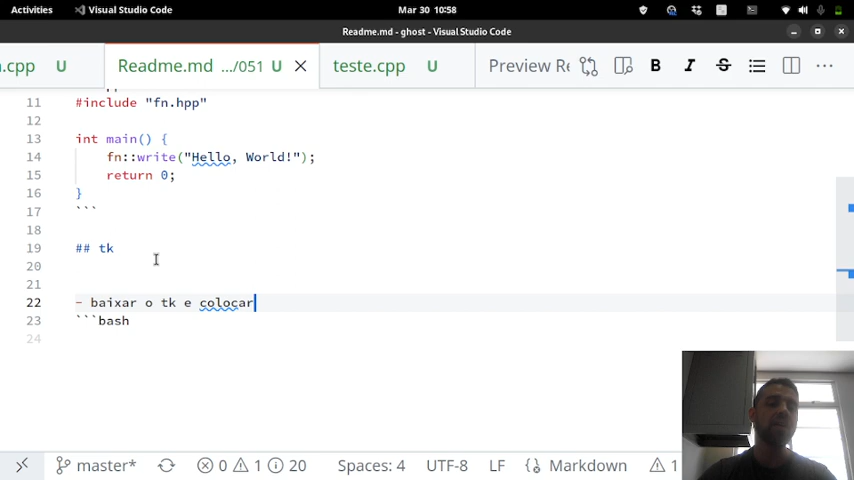 Activities
Visual Studio Code
Mar 30 10:58
Readme.md - ghost - Visual Studio Code
.cpp U
Readme.md .../051 U
teste.cpp U
Preview Re
B I S ...
11 #include "fn.hpp"
12
13 int main() {
14 fn::write("Hello, World!");
15 return 0;
16 }
17 ```
18
19 ## tk
20
21
22 - baixar o tk e colocar
23 ```bash
24
master* 0 1 20 Spaces: 4 UTF-8 LF Markdown 1